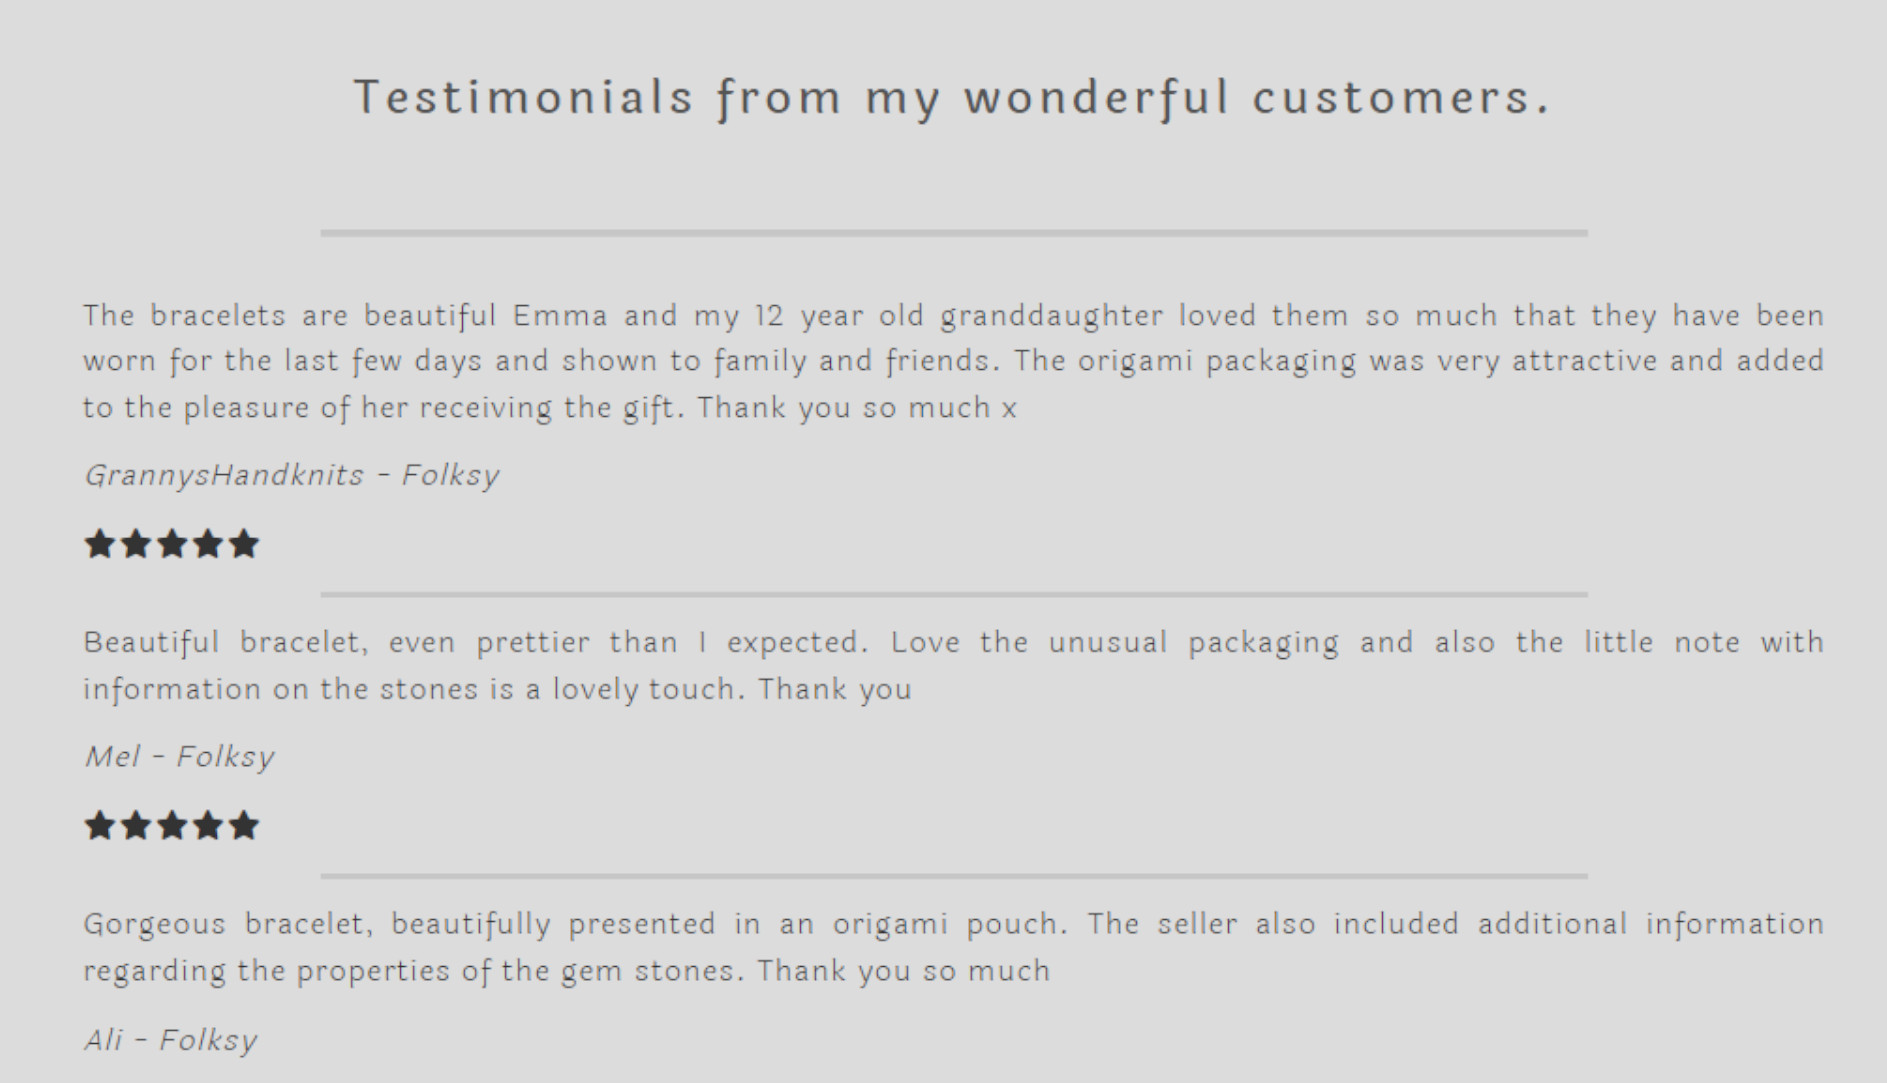 Testimonials from my wonderful customers.
The bracelets are beautiful Emma and my 12 year old granddaughter loved them so much that they have been
worn for the last few days and shown to family and friends. The origami packaging was very attractive and added
to the pleasure of her receiving the gift. Thank you so much x
GrannysHandknits - Folksy
★★★★★
Beautiful bracelet, even prettier than I expected. Love the unusual packaging and also the little note with
information on the stones is a lovely touch. Thank you
Mel - Folksy
★★★★★
Gorgeous bracelet, beautifully presented in an origami pouch. The seller also included additional information
regarding the properties of the gem stones. Thank you so much
Ali - Folksy